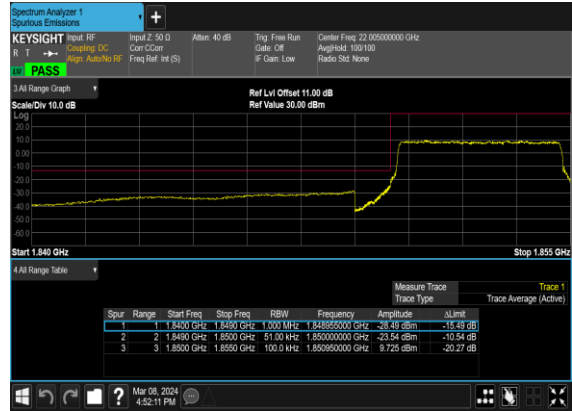 Spectrum Analyzer 1
Spurious Emissions
+
KEYSIGHT Input: RF Input Z: 50 Ω Atten: 40 dB Trig: Free Run Center Freq: 22.005000000 GHz
R T Coupling: DC Corr CCorr Gate: Off Avg|Hold: 100/100
Align: Auto/No RF Freq Ref: Int (S) IF Gain: Low Radio Std: None
PASS
3 All Range Graph
Ref Lvl Offset 11.00 dB
Scale/Div 10.0 dB Ref Value 30.00 dBm
Log
20.0
10.0
0.00
-10.0
-20.0
-30.0
-40.0
-50.0
-60.0
Start 1.840 GHz Stop 1.855 GHz
4 All Range Table
Measure Trace Trace 1
Trace Type Trace Average (Active)
Spur Range Start Freq Stop Freq RBW Frequency Amplitude ΔLimit
1 1 1.8400 GHz 1.8490 GHz 1.000 MHz 1.848955000 GHz -28.49 dBm -15.49 dB
2 2 1.8490 GHz 1.8500 GHz 51.00 kHz 1.850000000 GHz -23.54 dBm -10.54 dB
3 3 1.8500 GHz 1.8550 GHz 100.0 kHz 1.850950000 GHz 9.725 dBm -20.27 dB
? Mar 08, 2024
4:52:11 PM